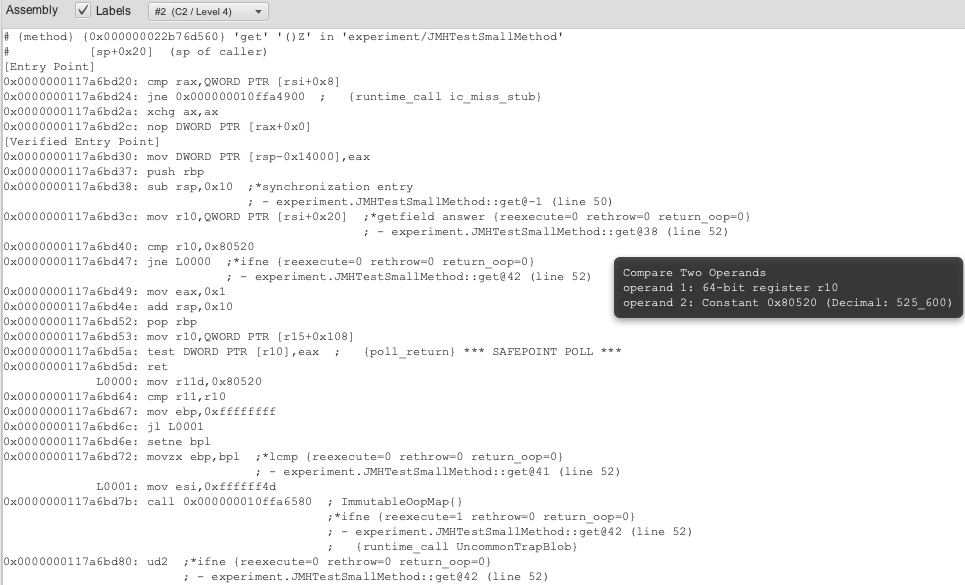 Assembly Labels #2 (C2 / Level 4)
# {method} {0x000000022b76d560} 'get' '()Z' in 'experiment/JMHTestSmallMethod'
#           [sp+0x20]  (sp of caller)
[Entry Point]
0x0000000117a6bd20: cmp rax,QWORD PTR [rsi+0x8]
0x0000000117a6bd24: jne 0x000000010ffa4900  ;   {runtime_call ic_miss_stub}
0x0000000117a6bd2a: xchg ax,ax
0x0000000117a6bd2c: nop DWORD PTR [rax+0x0]
[Verified Entry Point]
0x0000000117a6bd30: mov DWORD PTR [rsp-0x14000],eax
0x0000000117a6bd37: push rbp
0x0000000117a6bd38: sub rsp,0x10  ;*synchronization entry
; - experiment.JMHTestSmallMethod::get@-1 (line 50)
0x0000000117a6bd3c: mov r10,QWORD PTR [rsi+0x20]  ;*getfield answer {reexecute=0 rethrow=0 return_oop=0}
; - experiment.JMHTestSmallMethod::get@38 (line 52)
0x0000000117a6bd40: cmp r10,0x80520
0x0000000117a6bd47: jne L0000  ;*ifne {reexecute=0 rethrow=0 return_oop=0}
; - experiment.JMHTestSmallMethod::get@42 (line 52)
Compare Two Operands
operand 1: 64-bit register r10
operand 2: Constant 0x80520 (Decimal: 525_600)
0x0000000117a6bd49: mov eax,0x1
0x0000000117a6bd4e: add rsp,0x10
0x0000000117a6bd52: pop rbp
0x0000000117a6bd53: mov r10,QWORD PTR [r15+0x108]
0x0000000117a6bd5a: test DWORD PTR [r10],eax  ;   {poll_return} *** SAFEPOINT POLL ***
0x0000000117a6bd5d: ret
L0000: mov r11d,0x80520
0x0000000117a6bd64: cmp r11,r10
0x0000000117a6bd67: mov ebp,0xffffffff
0x0000000117a6bd6c: jl L0001
0x0000000117a6bd6e: setne bpl
0x0000000117a6bd72: movzx ebp,bpl  ;*lcmp {reexecute=0 rethrow=0 return_oop=0}
; - experiment.JMHTestSmallMethod::get@41 (line 52)
L0001: mov esi,0xffffff4d
0x0000000117a6bd7b: call 0x000000010ffa6580  ; ImmutableOopMap{}
;*ifne {reexecute=1 rethrow=0 return_oop=0}
; - experiment.JMHTestSmallMethod::get@42 (line 52)
;   {runtime_call UncommonTrapBlob}
0x0000000117a6bd80: ud2  ;*ifne {reexecute=0 rethrow=0 return_oop=0}
; - experiment.JMHTestSmallMethod::get@42 (line 52)